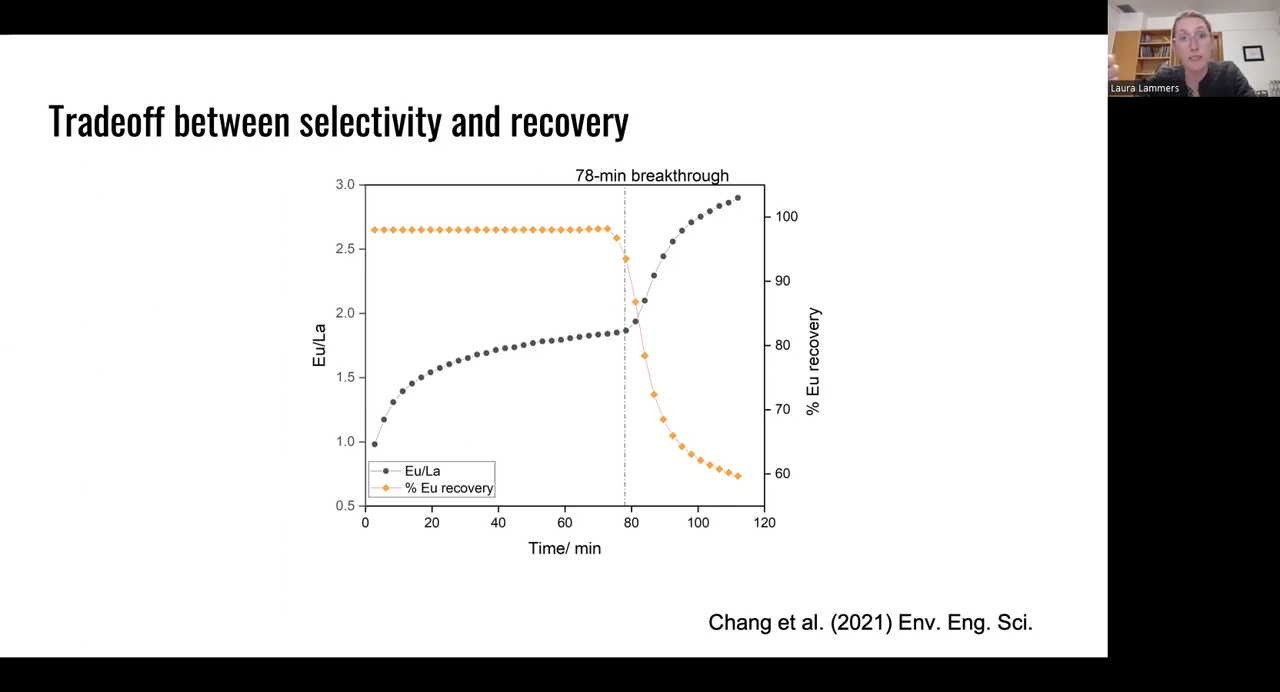 Laura Lammers
Tradeoff between selectivity and recovery
78-min breakthrough
3.0
2.5
2.0
1.5
1.0
0.5
Eu/La
100
90
80
70
60
% Eu recovery
Eu/La
% Eu recovery
0 20 40 60 80 100 120
Time/ min
Chang et al. (2021) Env. Eng. Sci.